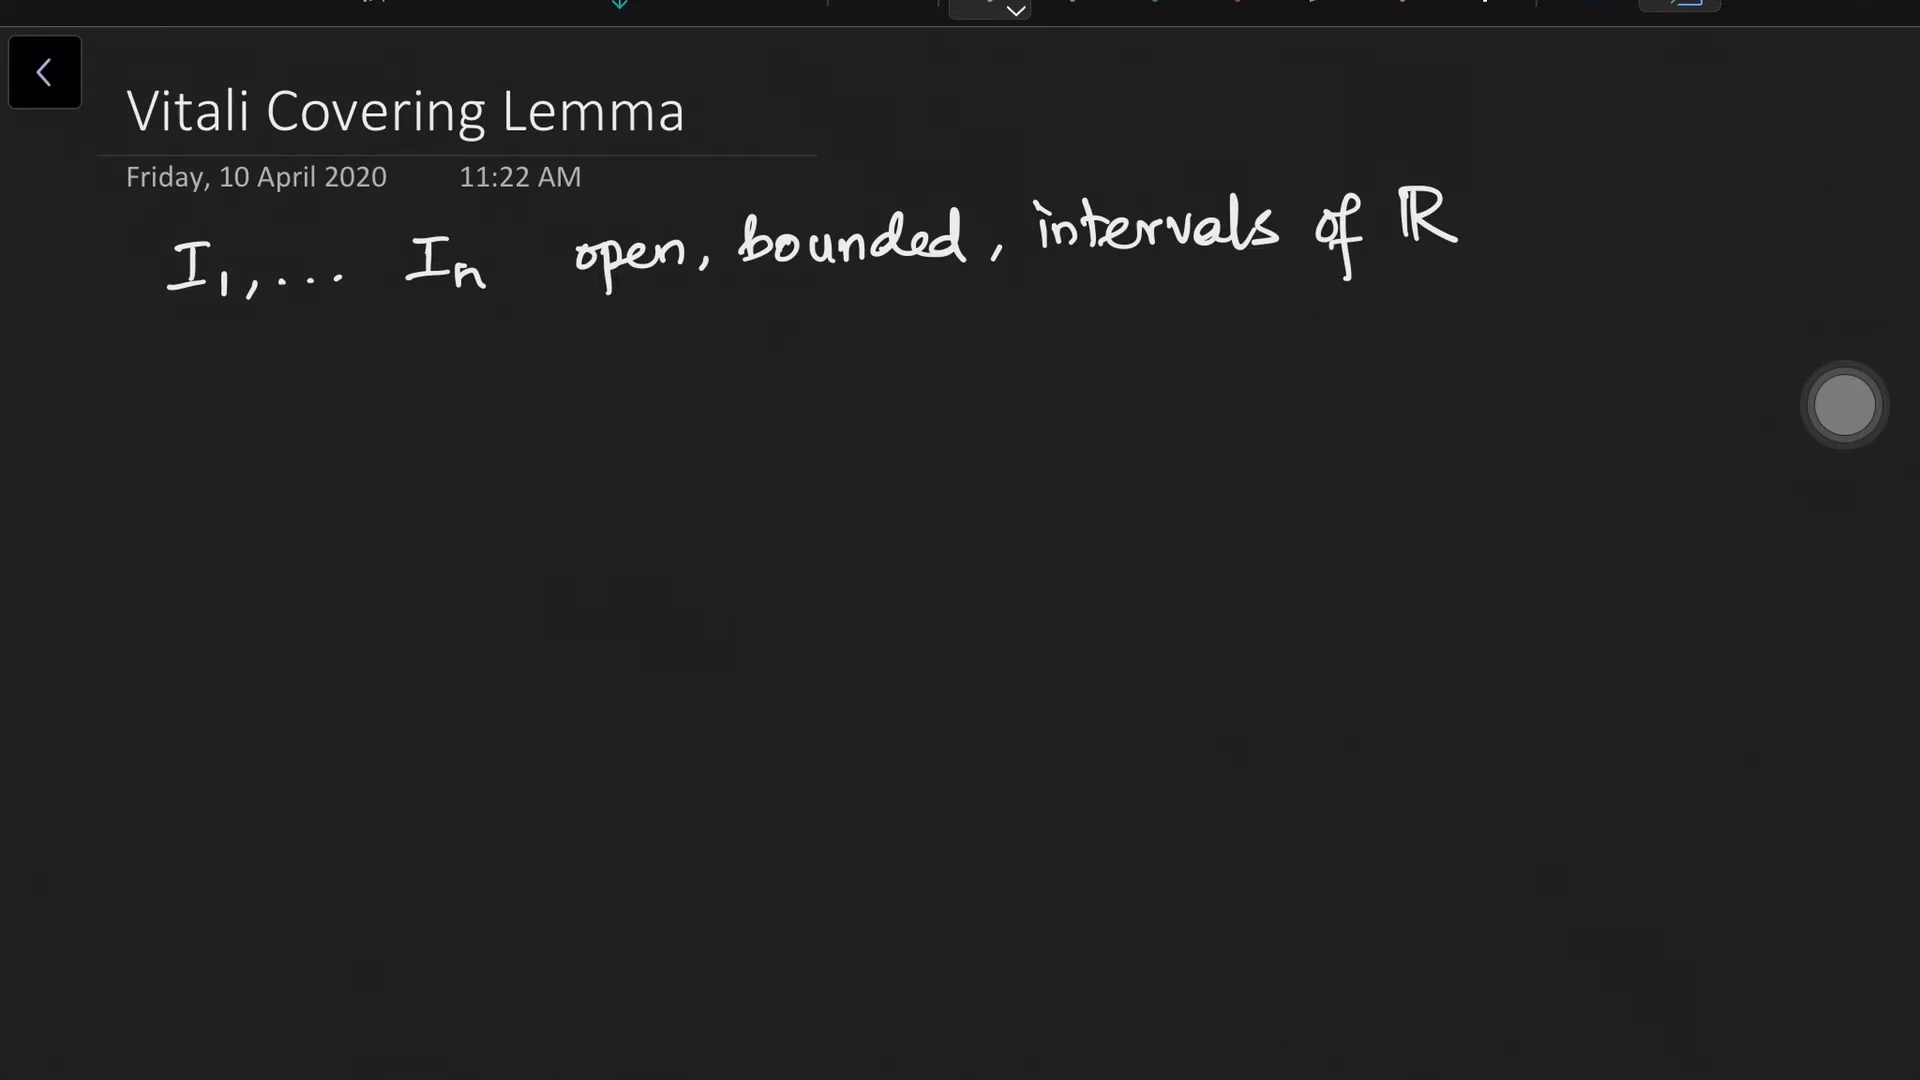 Vitali Covering Lemma
Friday, 10 April 2020 11:22 AM
I₁, ... Iₙ open, bounded, intervals of ℝ